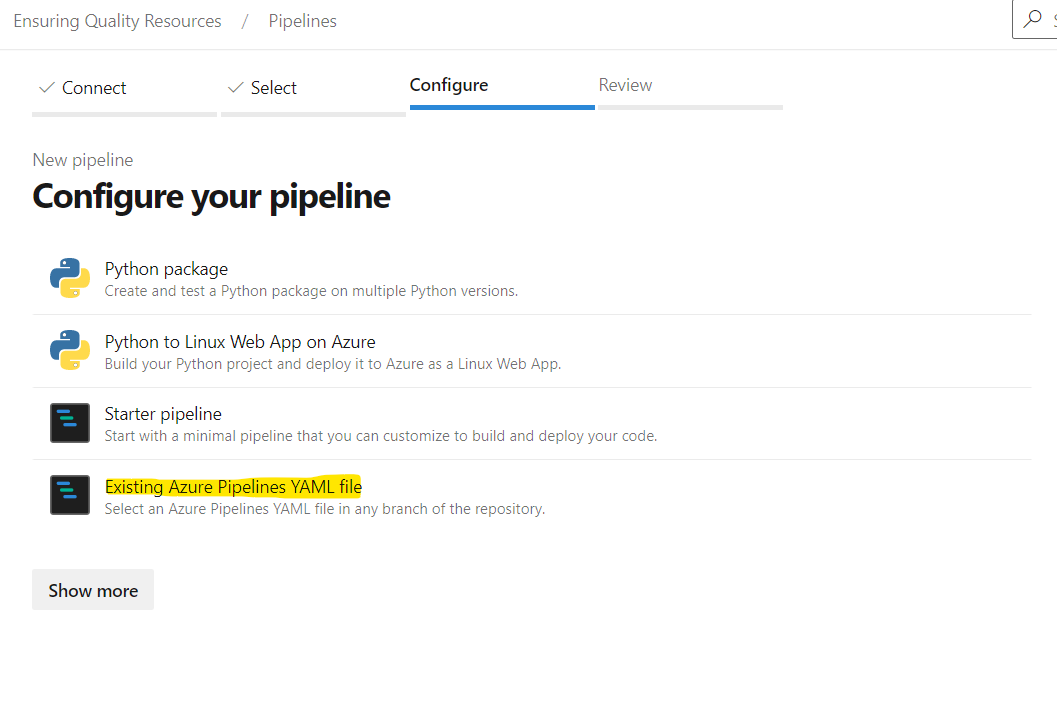 Ensuring Quality Resources / Pipelines
Connect Select Configure Review
New pipeline
Configure your pipeline
Python package
Create and test a Python package on multiple Python versions.
Python to Linux Web App on Azure
Build your Python project and deploy it to Azure as a Linux Web App.
Starter pipeline
Start with a minimal pipeline that you can customize to build and deploy your code.
Existing Azure Pipelines YAML file
Select an Azure Pipelines YAML file in any branch of the repository.
Show more